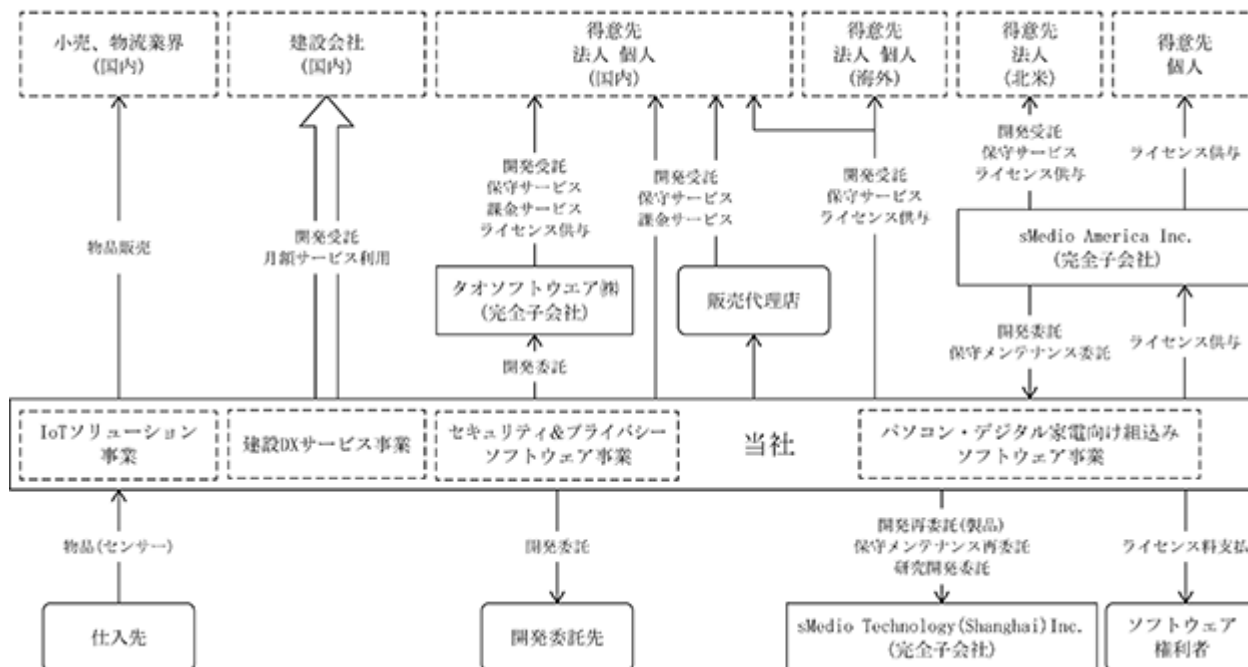 小売、物流業界
(国内)
建設会社
(国内)
得意先
法人 個人
(国内)
得意先
法人 個人
(海外)
得意先
法人
(北米)
得意先
個人
物品販売
開発受託
月額サービス利用
開発受託
保守サービス
課金サービス
ライセンス供与
開発受託
保守サービス
課金サービス
開発受託
保守サービス
ライセンス供与
開発受託
保守サービス
ライセンス供与
ライセンス供与
タオソフトウエア㈱
(完全子会社)
販売代理店
sMedio America Inc.
(完全子会社)
開発委託
開発委託
保守メンテナンス委託
ライセンス供与
IoTソリューション
事業
建設DXサービス事業
セキュリティ&プライバシー
ソフトウェア事業
当社
パソコン・デジタル家電向け組込み
ソフトウェア事業
物品(センサー)
開発委託
開発再委託(製品)
保守メンテナンス再委託
研究開発委託
ライセンス料支払
仕入先
開発委託先
sMedio Technology(Shanghai)Inc.
(完全子会社)
ソフトウェア
権利者